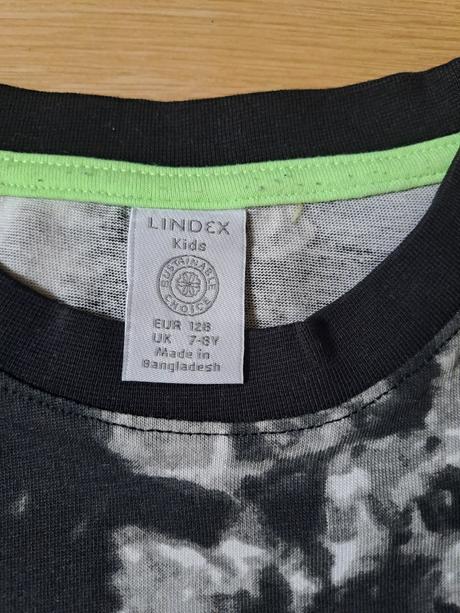 LINDEX
Kids
SUSTAINABLE
CHOICE
EUR 128
UK 7-8Y
Made in
Bangladesh